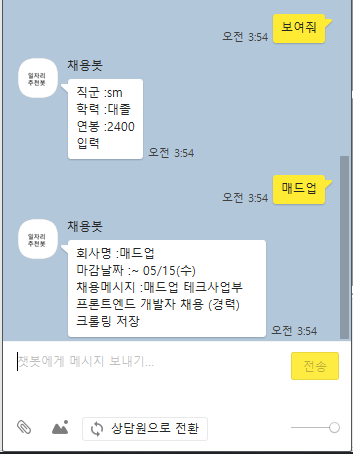 보여줘
오전 3:54
채용봇
일자리
추천봇
직군 :sm
학력 :대졸
연봉 :2400
입력
오전 3:54
매드업
오전 3:54
채용봇
일자리
추천봇
회사명 :매드업
마감날짜 :~ 05/15(수)
채용메시지 :매드업 테크사업부
프론트엔드 개발자 채용 (경력)
크롤링 저장
오전 3:54
챗봇에게 메시지 보내기...
전송
상담원으로 전환